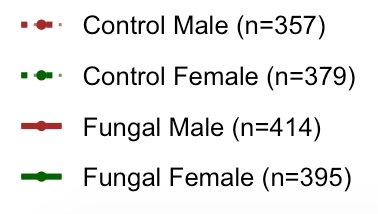 Control Male (n=357)
Control Female (n=379)
Fungal Male (n=414)
Fungal Female (n=395)